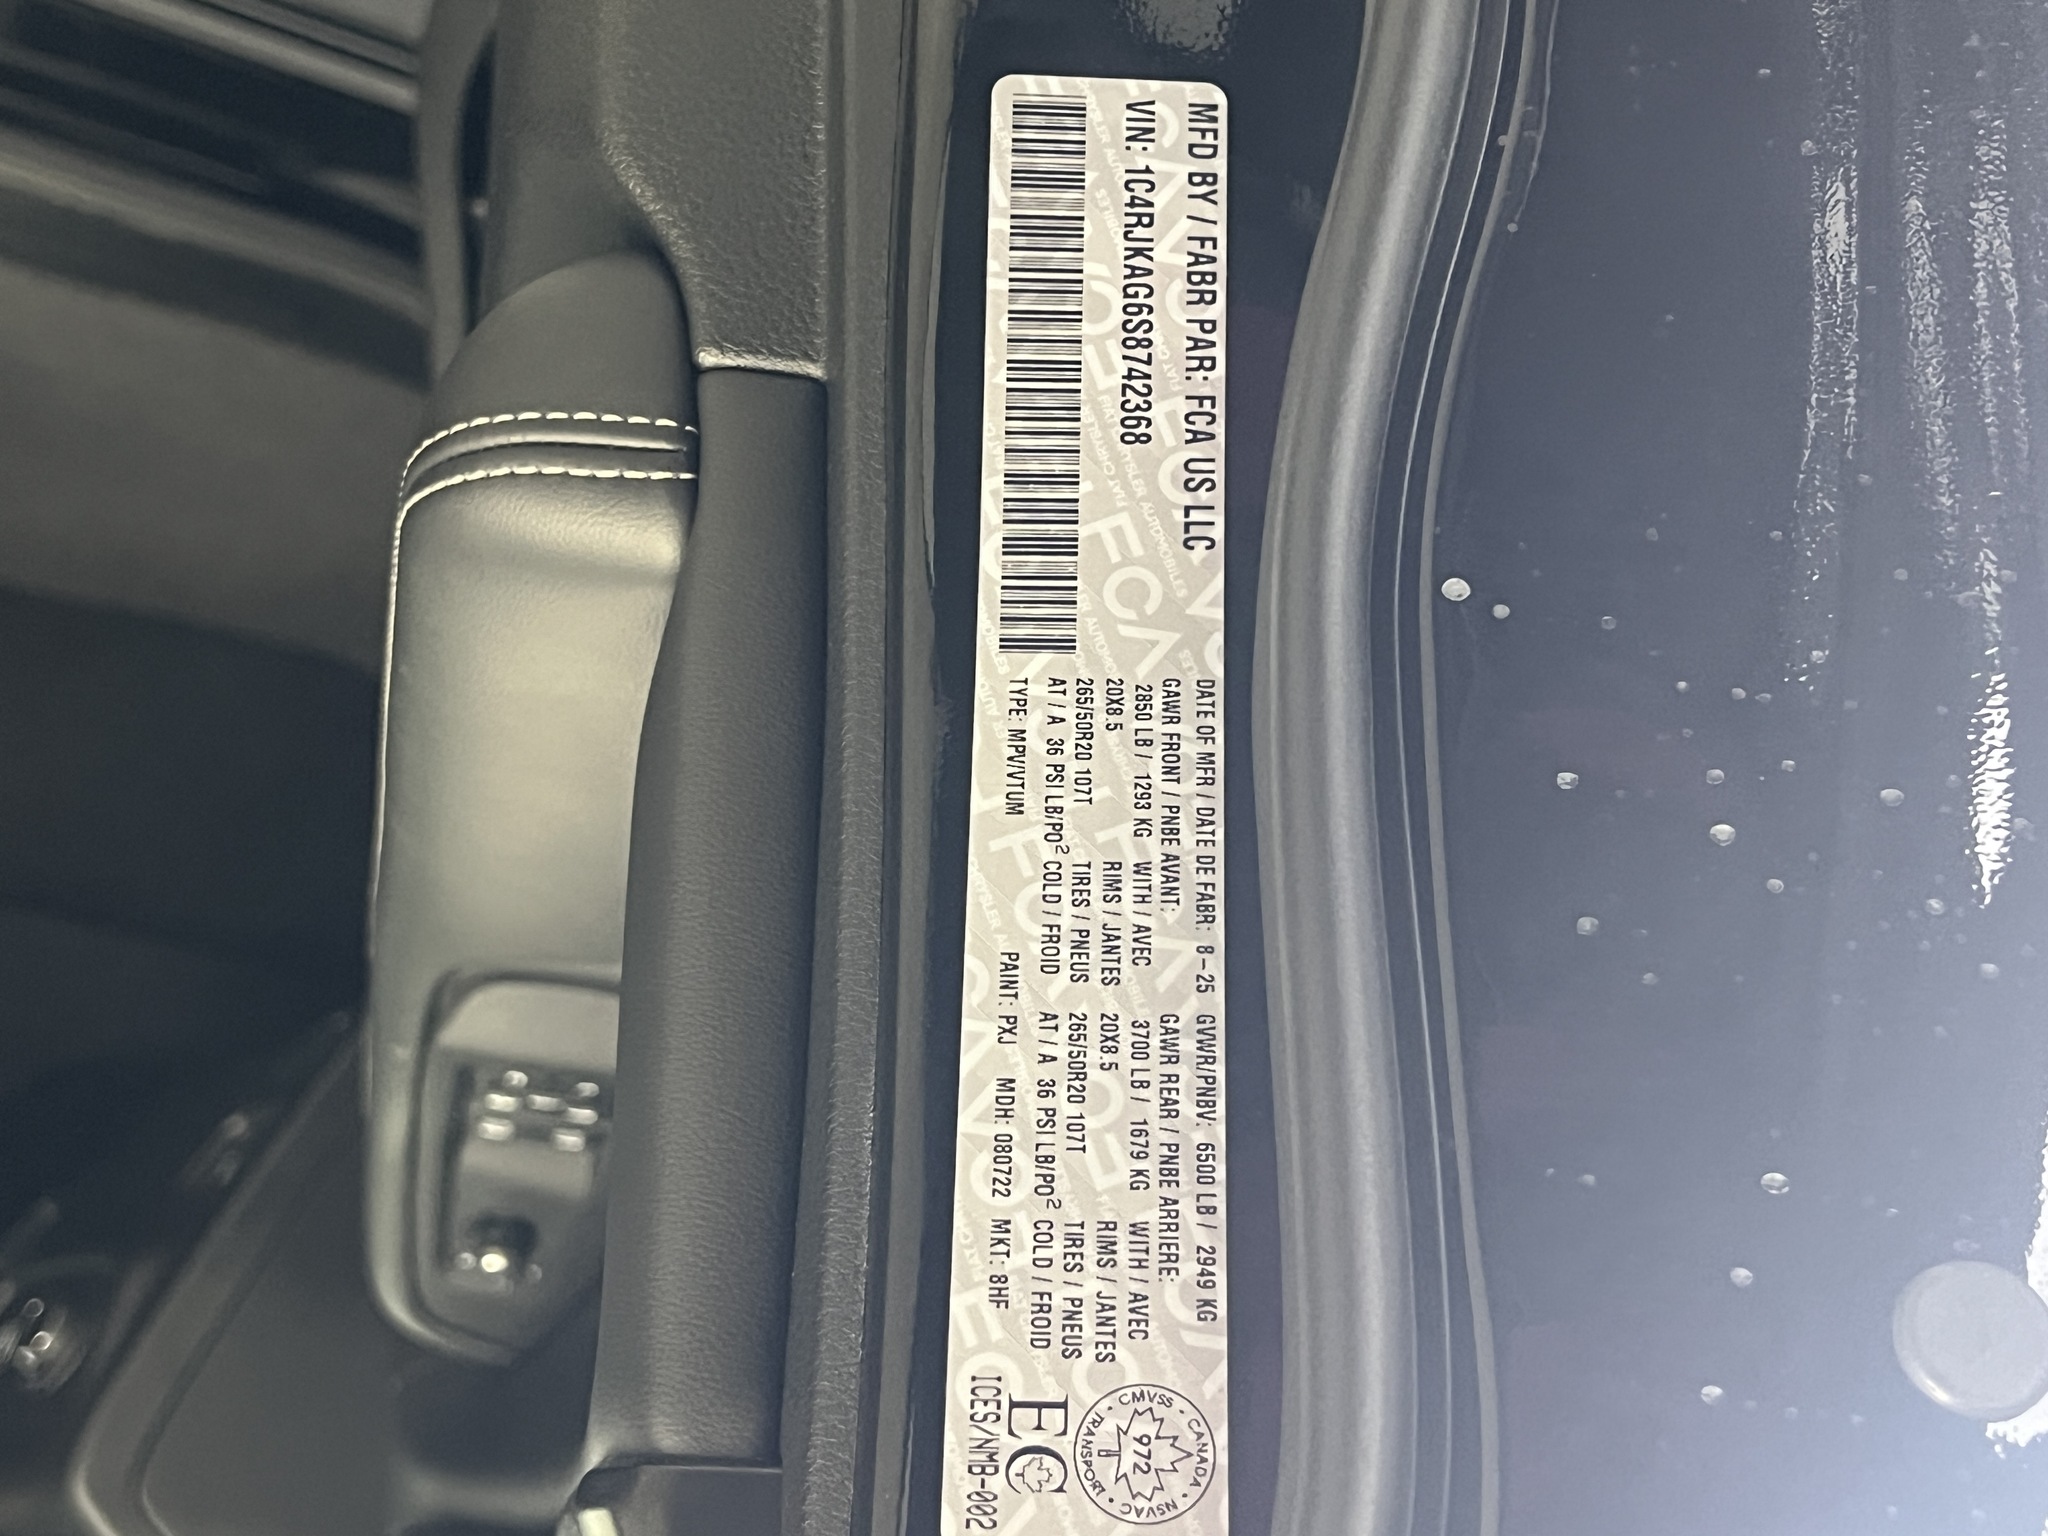 MFD BY / FABR PAR: FCA US LLC
VIN: 1C4RJKAG6S8742368
DATE OF MFR / DATE DE FABR: 8-25 GVWR/PNBV: 6500 LB / 2949 KG
GAWR FRONT / PNBE AVANT: GAWR REAR / PNBE ARRIERE:
2850 LB / 1293 KG WITH / AVEC 3700 LB / 1679 KG WITH / AVEC
20X8.5 RIMS / JANTES 20X8.5 RIMS / JANTES
265/50R20 107T TIRES / PNEUS 265/50R20 107T TIRES / PNEUS
AT / A 36 PSI LB/PO² COLD / FROID AT / A 36 PSI LB/PO² COLD / FROID
TYPE: MPV/VTUM PAINT: PXJ MDH: 080722 MKT: 8HF
CANADA · NSVAC · TRANSPORT · CMVSS ·
972
EC
ICES/NMB-002
FCA